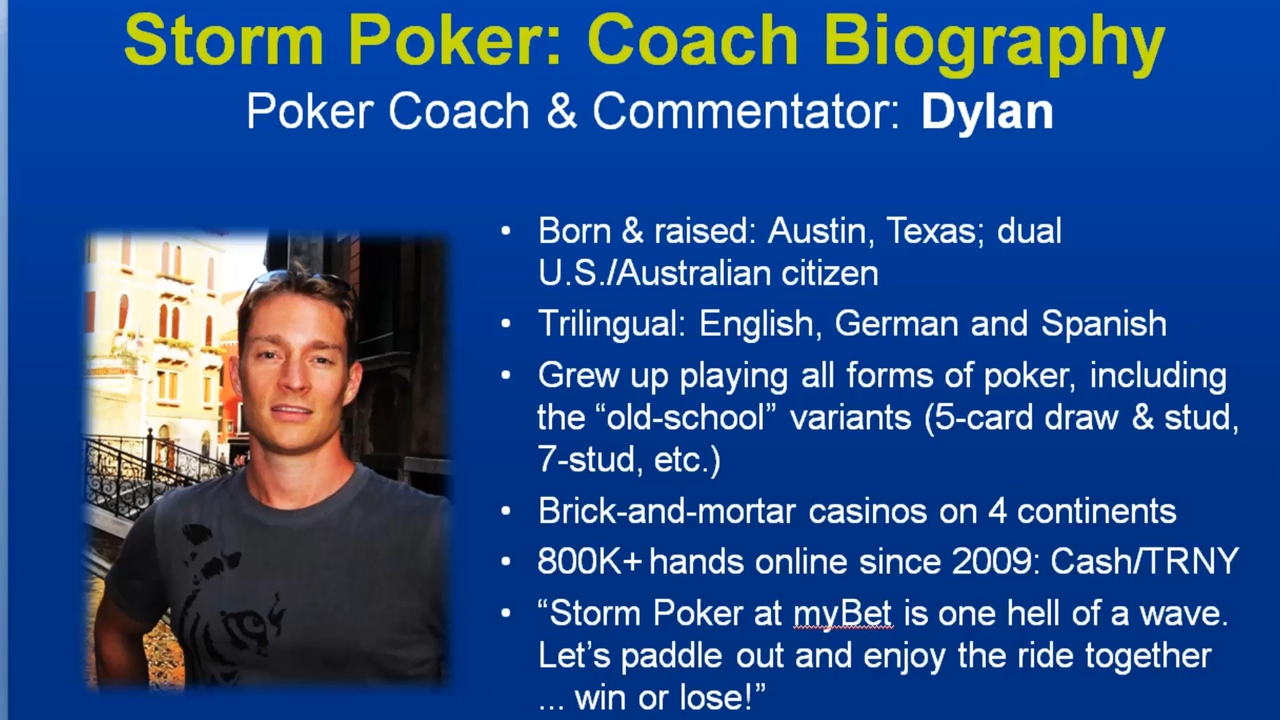 Storm Poker: Coach Biography
Poker Coach & Commentator: Dylan
• Born & raised: Austin, Texas; dual
U.S./Australian citizen
• Trilingual: English, German and Spanish
• Grew up playing all forms of poker, including
the “old-school” variants (5-card draw & stud,
7-stud, etc.)
• Brick-and-mortar casinos on 4 continents
• 800K+ hands online since 2009: Cash/TRNY
• “Storm Poker at myBet is one hell of a wave.
Let’s paddle out and enjoy the ride together
... win or lose!”